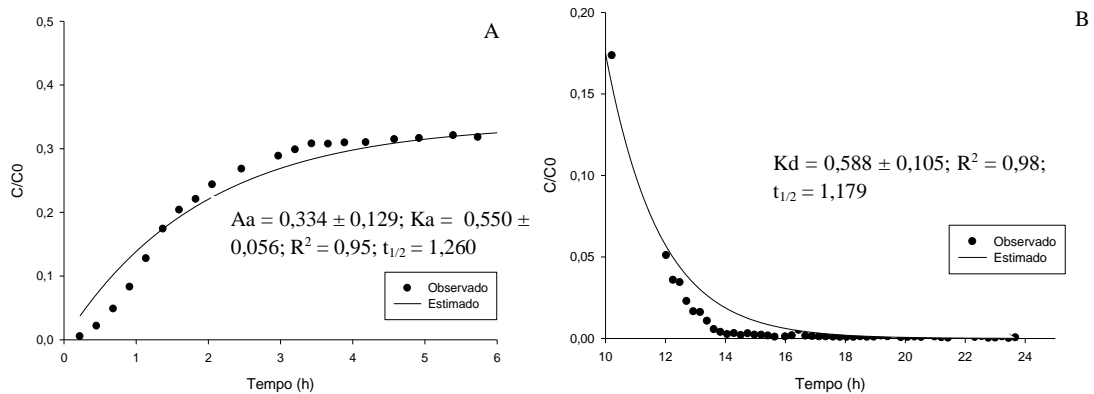 A
0,5
0,4
0,3
0,2
0,1
0,0
C/C0
Aa = 0,334 ± 0,129; Ka = 0,550 ±
0,056; R² = 0,95; t1/2 = 1,260
Observado
Estimado
0 1 2 3 4 5 6
Tempo (h)
B
0,20
0,15
0,10
0,05
0,00
C/C0
Kd = 0,588 ± 0,105; R² = 0,98;
t1/2 = 1,179
Observado
Estimado
10 12 14 16 18 20 22 24
Tempo (h)